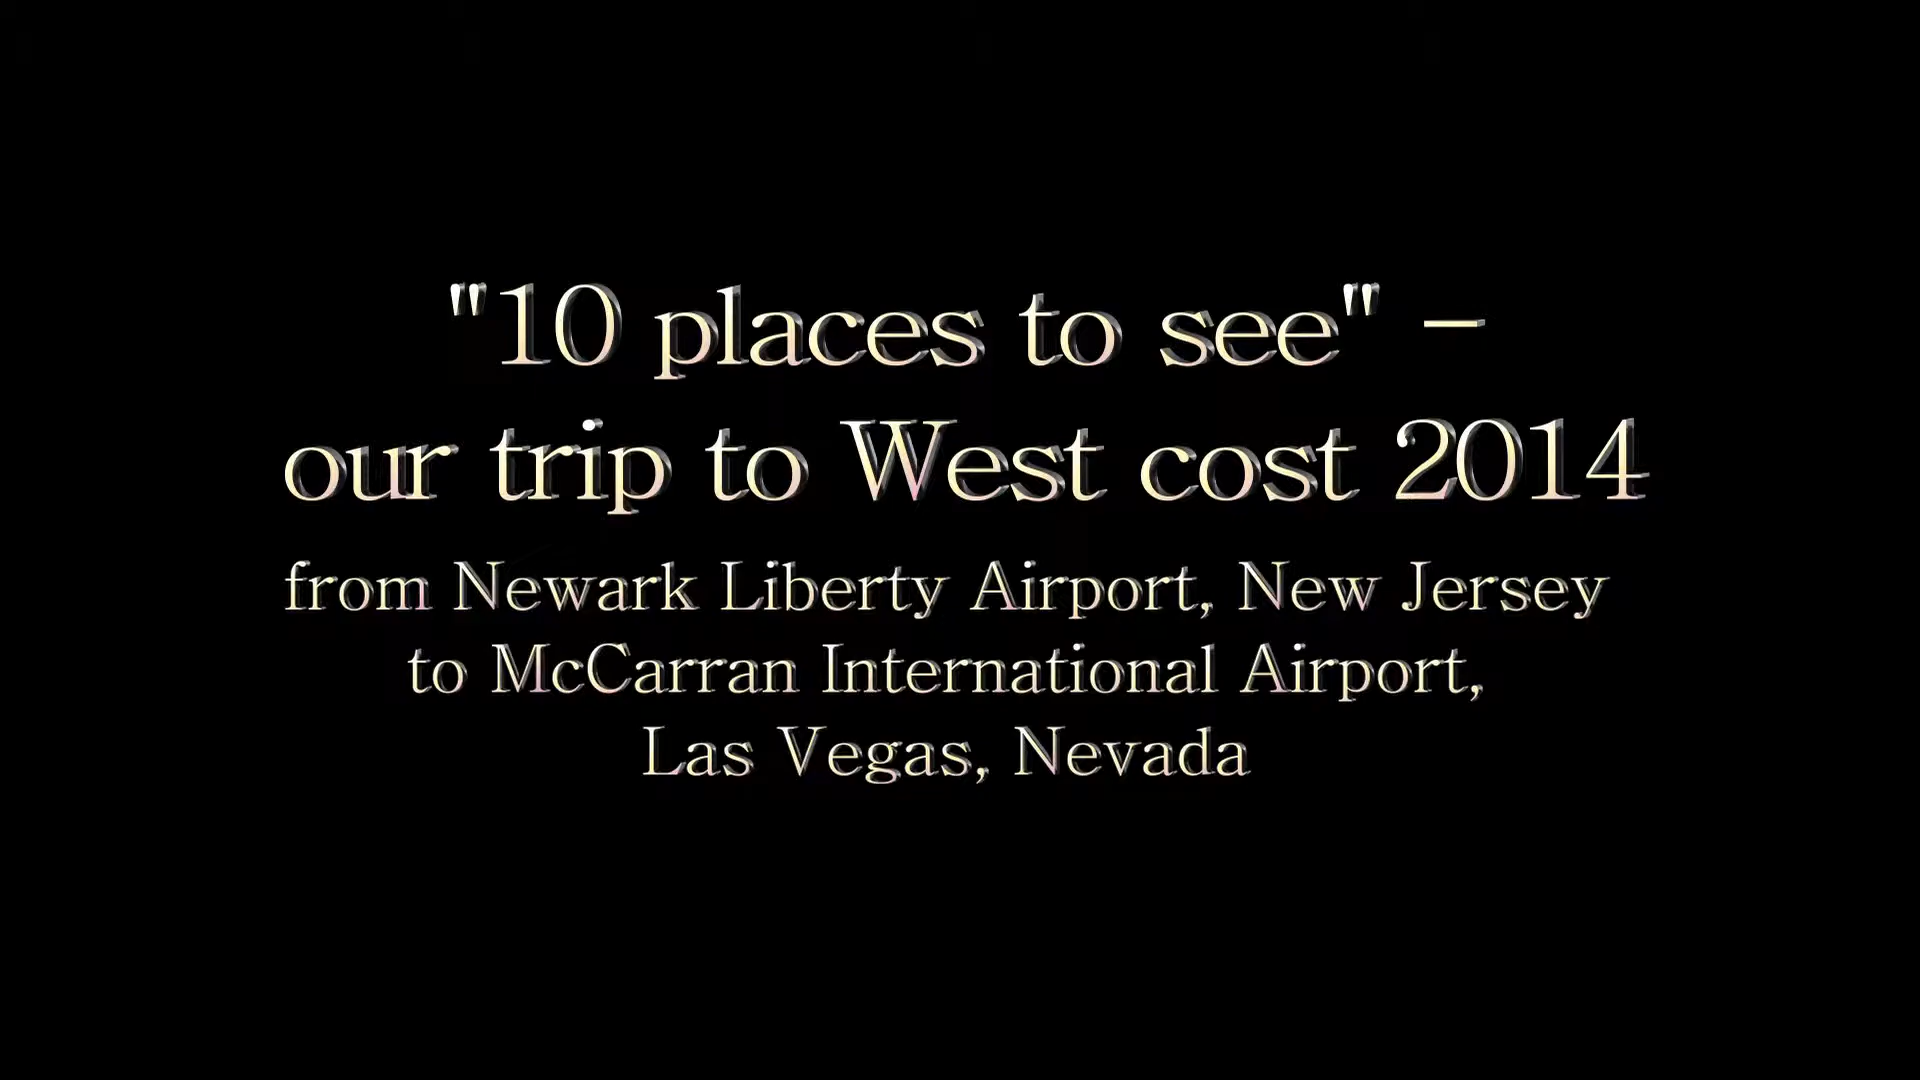 "10 places to see" –
our trip to West cost 2014
from Newark Liberty Airport, New Jersey
to McCarran International Airport,
Las Vegas, Nevada